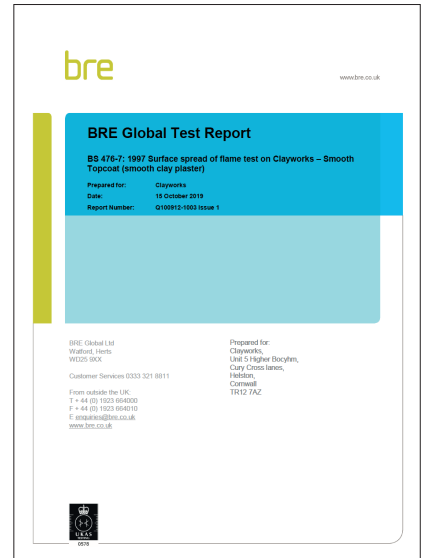 bre
www.bre.co.uk
BRE Global Test Report
BS 476-7: 1997 Surface spread of flame test on Clayworks – Smooth
Topcoat (smooth clay plaster)
Prepared for: Clayworks
Date: 15 October 2019
Report Number: Q100912-1003 Issue 1
BRE Global Ltd
Watford, Herts
WD25 9XX
Customer Services 0333 321 8811
From outside the UK:
T + 44 (0) 1923 664000
F + 44 (0) 1923 664010
E enquiries@bre.co.uk
www.bre.co.uk
Prepared for:
Clayworks,
Unit 5 Higher Bocyhm,
Cury Cross lanes,
Helston,
Cornwall
TR12 7AZ
UKAS
0578